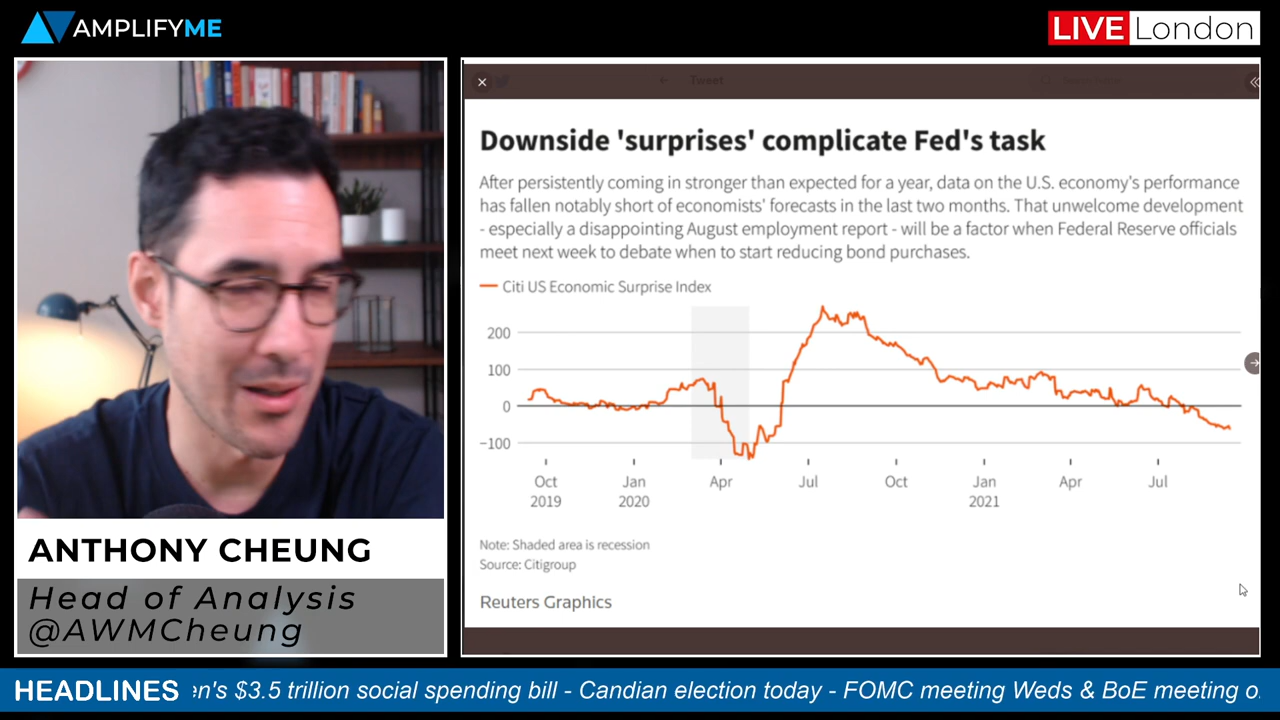 AMPLIFYME
LIVE London
Tweet
Downside 'surprises' complicate Fed's task
After persistently coming in stronger than expected for a year, data on the U.S. economy's performance
has fallen notably short of economists' forecasts in the last two months. That unwelcome development
- especially a disappointing August employment report - will be a factor when Federal Reserve officials
meet next week to debate when to start reducing bond purchases.
Citi US Economic Surprise Index
200
100
0
−100
Oct Jan Apr Jul Oct Jan Apr Jul
2019 2020 2021
Note: Shaded area is recession
Source: Citigroup
Reuters Graphics
ANTHONY CHEUNG
Head of Analysis
@AWMCheung
HEADLINES en's $3.5 trillion social spending bill - Candian election today - FOMC meeting Weds & BoE meeting o